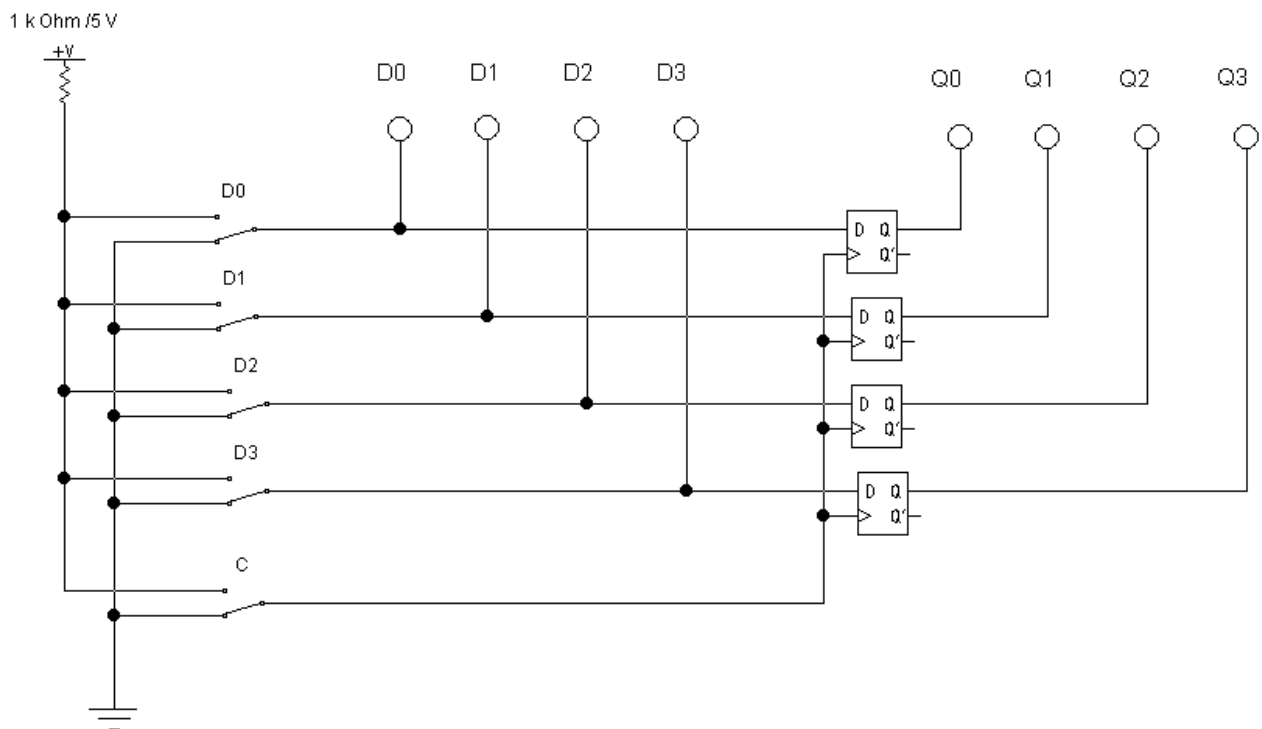 1 k Ohm /5 V
+V
D0 D1 D2 D3
Q0 Q1 Q2 Q3
D0
D Q
Q'
D1
D Q
Q'
D2
D Q
Q'
D3
D Q
Q'
C